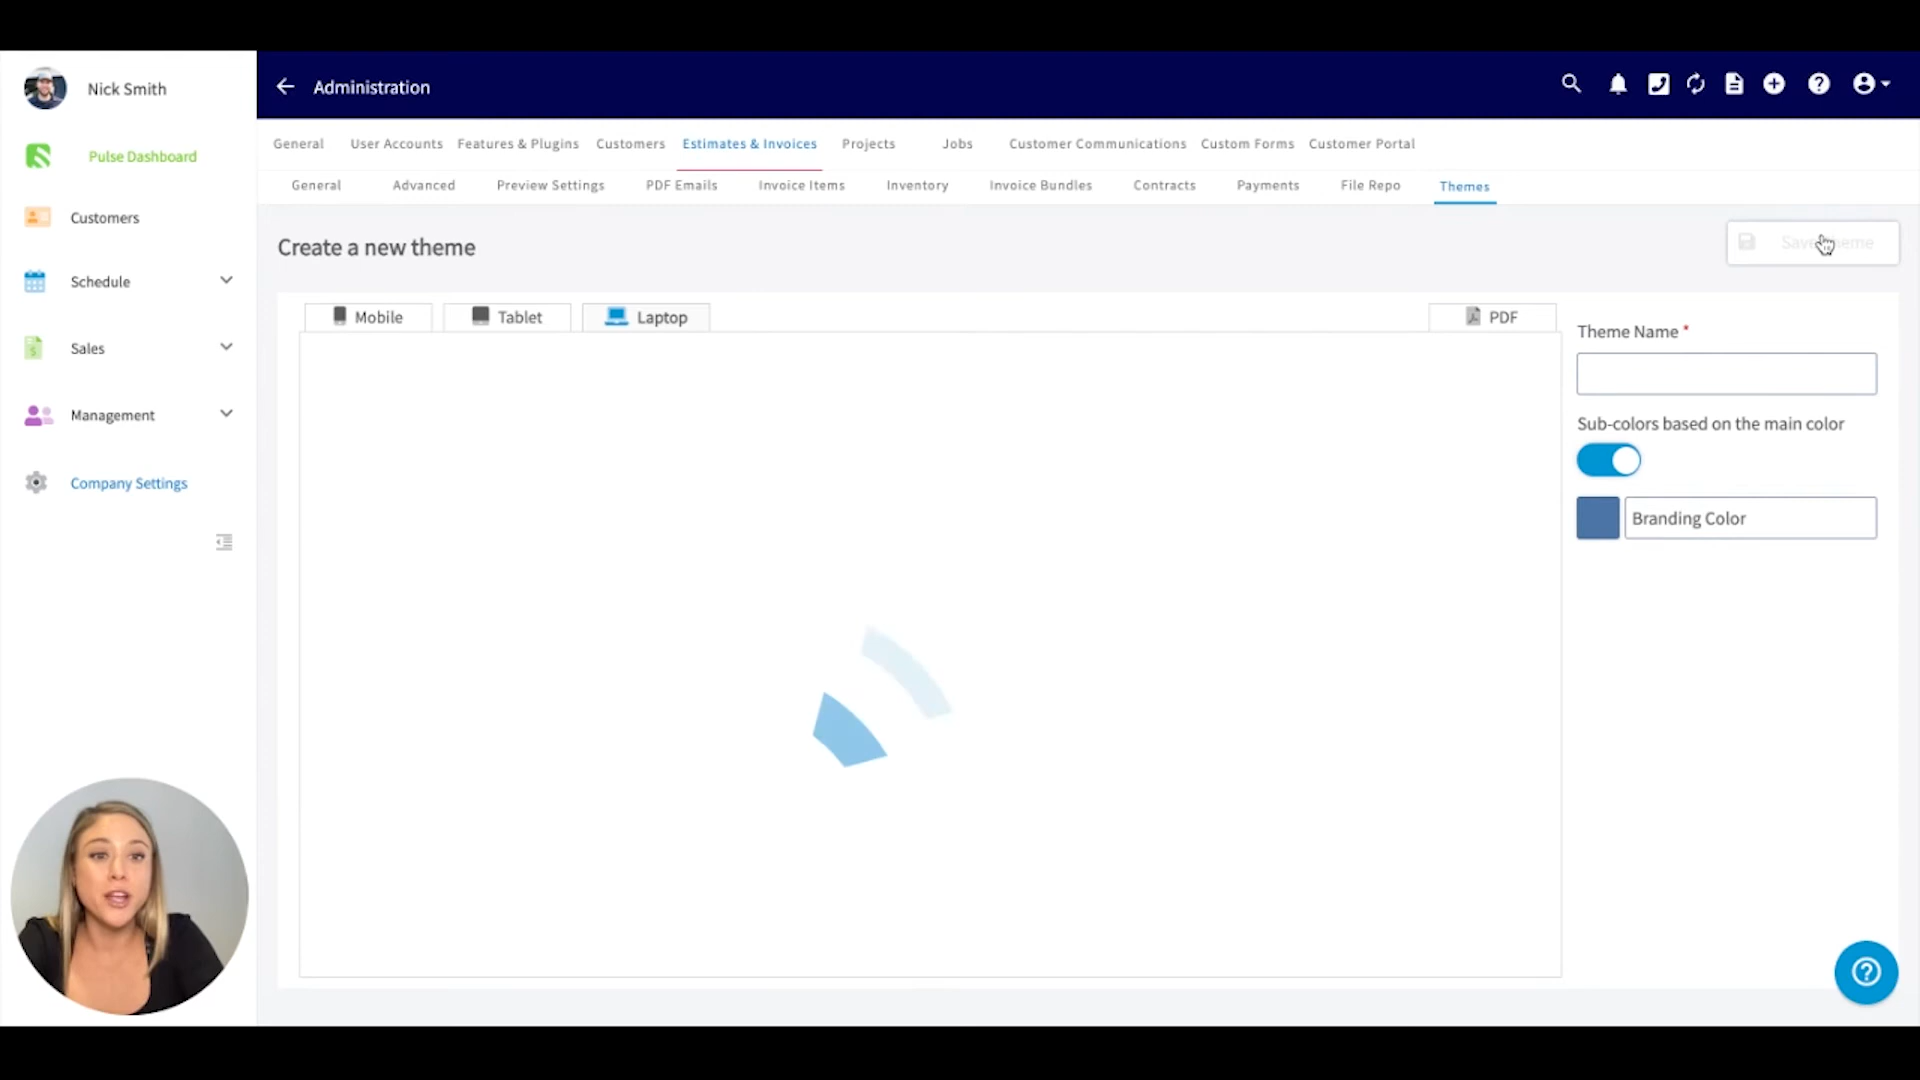 Nick Smith
Administration
Pulse Dashboard
General User Accounts Features & Plugins Customers Estimates & Invoices Projects Jobs Customer Communications Custom Forms Customer Portal
General Advanced Preview Settings PDF Emails Invoice Items Inventory Invoice Bundles Contracts Payments File Repo Themes
Customers
Schedule
Sales
Management
Company Settings
Create a new theme
Mobile Tablet Laptop PDF
Theme Name *
Sub-colors based on the main color
Branding Color